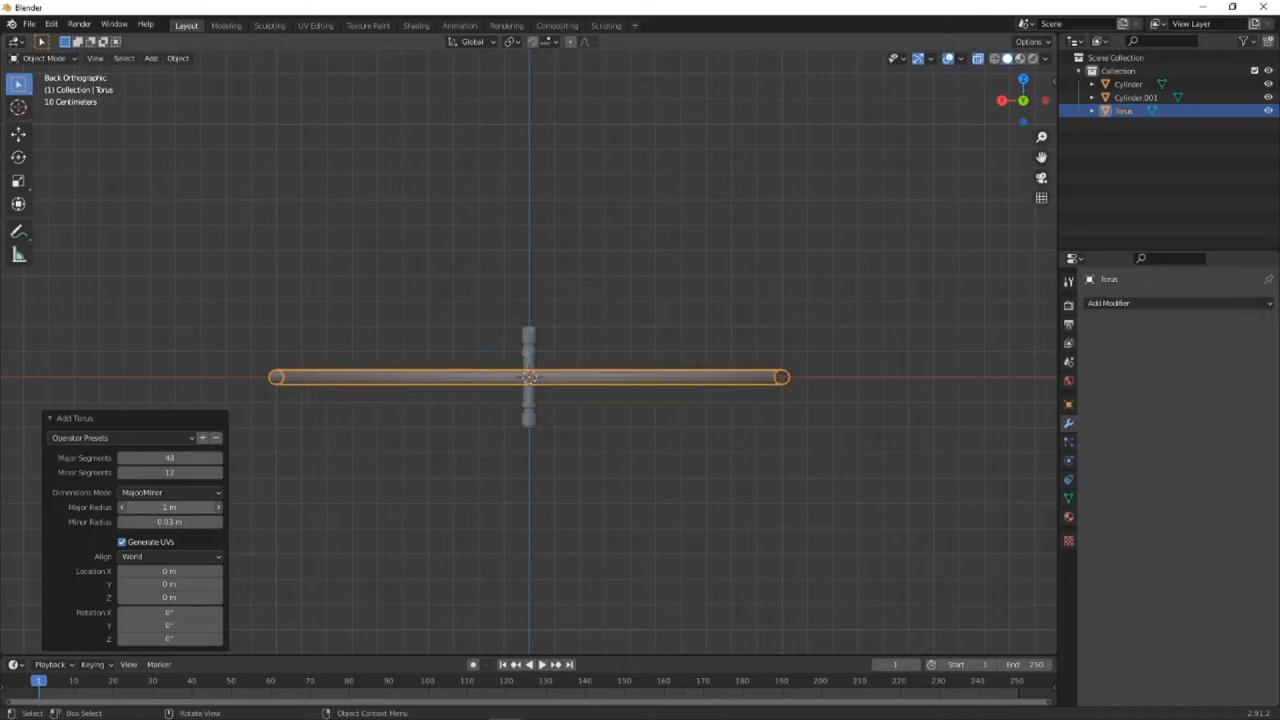 Blender
File Edit Render Window Help Layout Modeling Sculpting UV Editing Texture Paint Shading Animation Rendering Compositing Scripting + Scene View Layer
Global Options
Object Mode View Select Add Object
Back Orthographic
(1) Collection | Torus
10 Centimeters
Z
X Y
Scene Collection
Collection
Cylinder
Cylinder.001
Torus
Torus
Add Modifier
Add Torus
Operator Presets
Major Segments 48
Minor Segments 12
Dimensions Mode Major/Minor
Major Radius 1 m
Minor Radius 0.03 m
Generate UVs
Align World
Location X 0 m
Y 0 m
Z 0 m
Rotation X 0°
Y 0°
Z 0°
Playback Keying View Marker 1 Start 1 End 250
1 10 20 30 40 50 60 70 80 90 100 110 120 130 140 150 160 170 180 190 200 210 220 230 240 250
Select Box Select Rotate View Object Context Menu 2.91.2